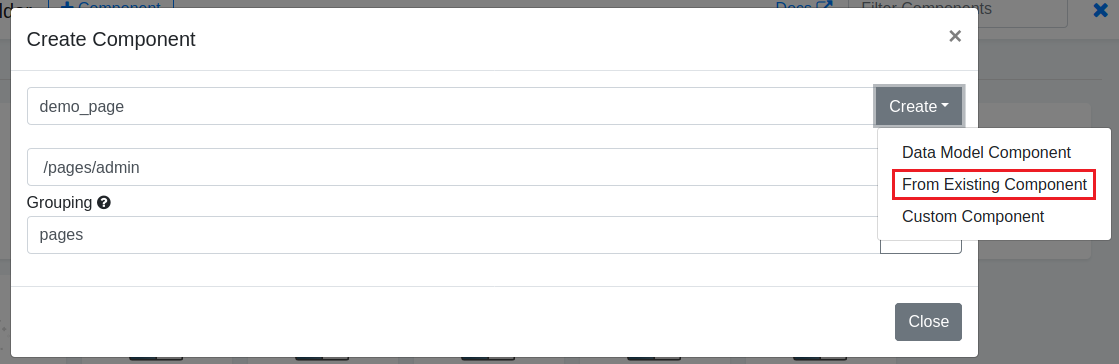 + Component
Docs
Filter Components
Create Component
×
demo_page
Create
Data Model Component
/pages/admin
From Existing Component
Grouping
Custom Component
pages
Close